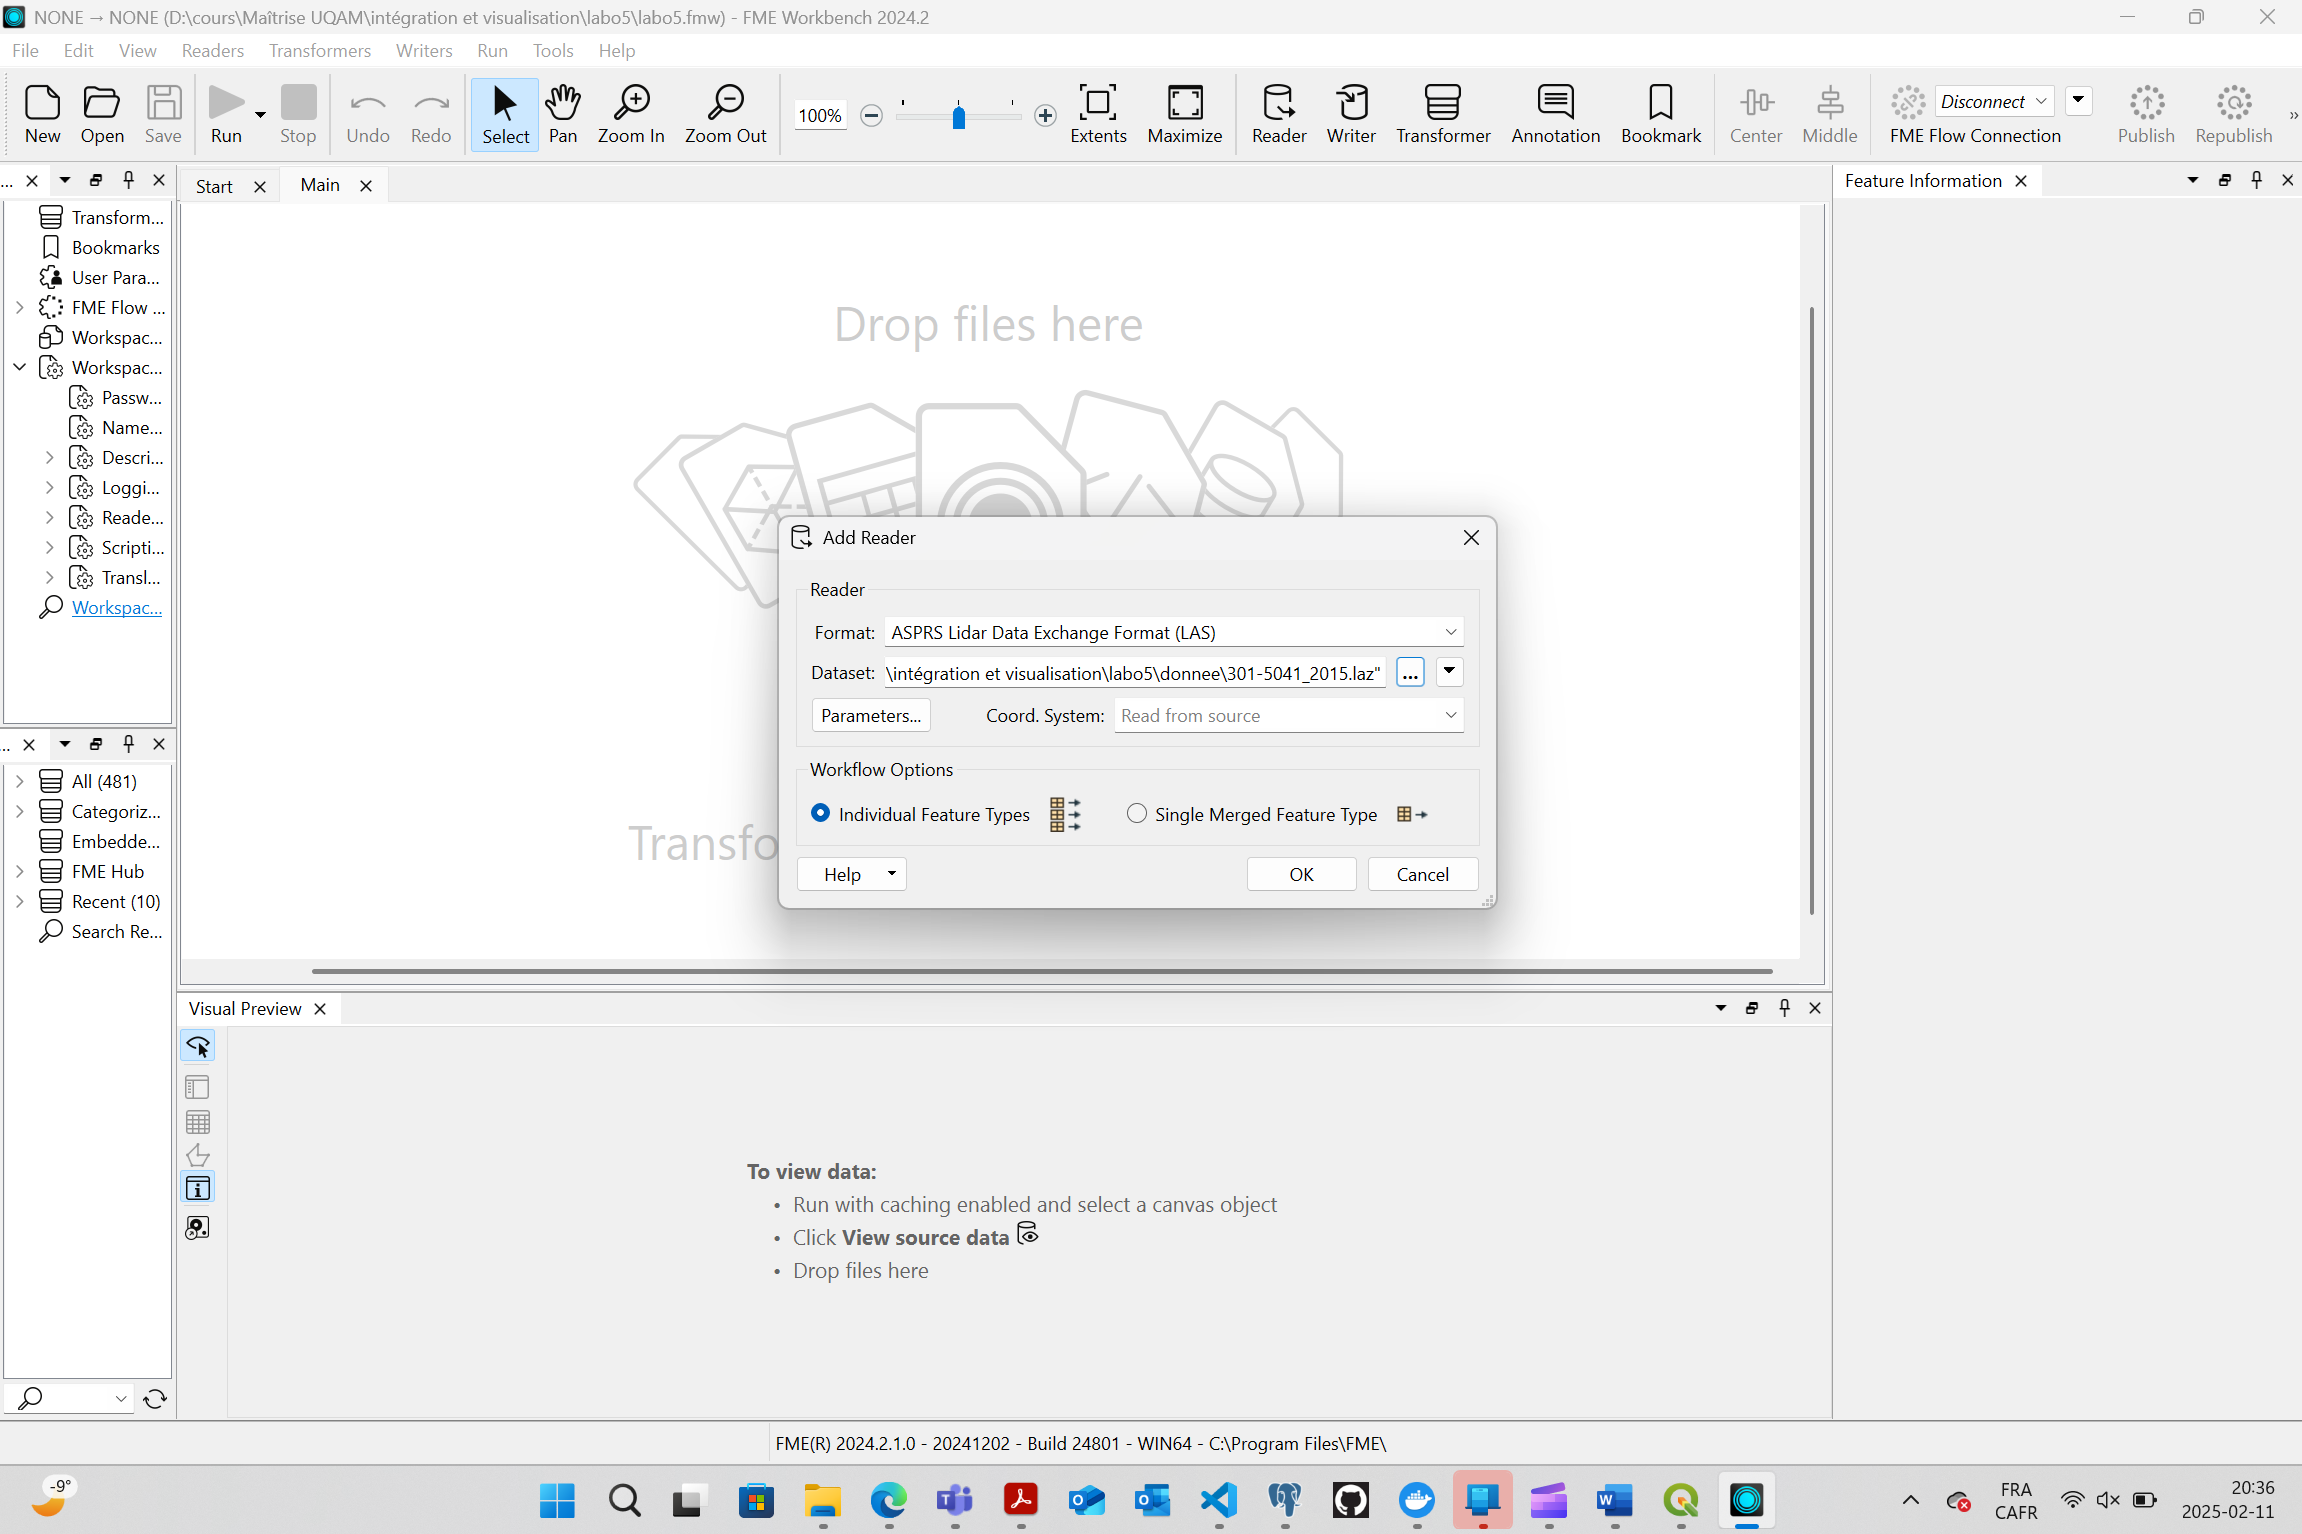 NONE → NONE (D:\cours\Maîtrise UQAM\intégration et visualisation\labo5\labo5.fmw) - FME Workbench 2024.2
File Edit View Readers Transformers Writers Run Tools Help
New Open Save Run Stop Undo Redo Select Pan Zoom In Zoom Out 100% Extents Maximize Reader Writer Transformer Annotation Bookmark Center Middle Disconnect FME Flow Connection Publish Republish »
...
Transform...
Bookmarks
User Para...
FME Flow ...
Workspac...
Workspac...
Passw...
Name...
Descri...
Loggi...
Reade...
Scripti...
Transl...
Workspac...
...
All (481)
Categoriz...
Embedde...
FME Hub
Recent (10)
Search Re...
Start Main
Drop files here
Transfo
Add Reader
Reader
Format: ASPRS Lidar Data Exchange Format (LAS)
Dataset: \intégration et visualisation\labo5\donnee\301-5041_2015.laz" ...
Parameters... Coord. System: Read from source
Workflow Options
Individual Feature Types Single Merged Feature Type
Help OK Cancel
Feature Information
Visual Preview
To view data:
• Run with caching enabled and select a canvas object
• Click View source data
• Drop files here
FME(R) 2024.2.1.0 - 20241202 - Build 24801 - WIN64 - C:\Program Files\FME\
-9°
FRA
CAFR
20:36
2025-02-11